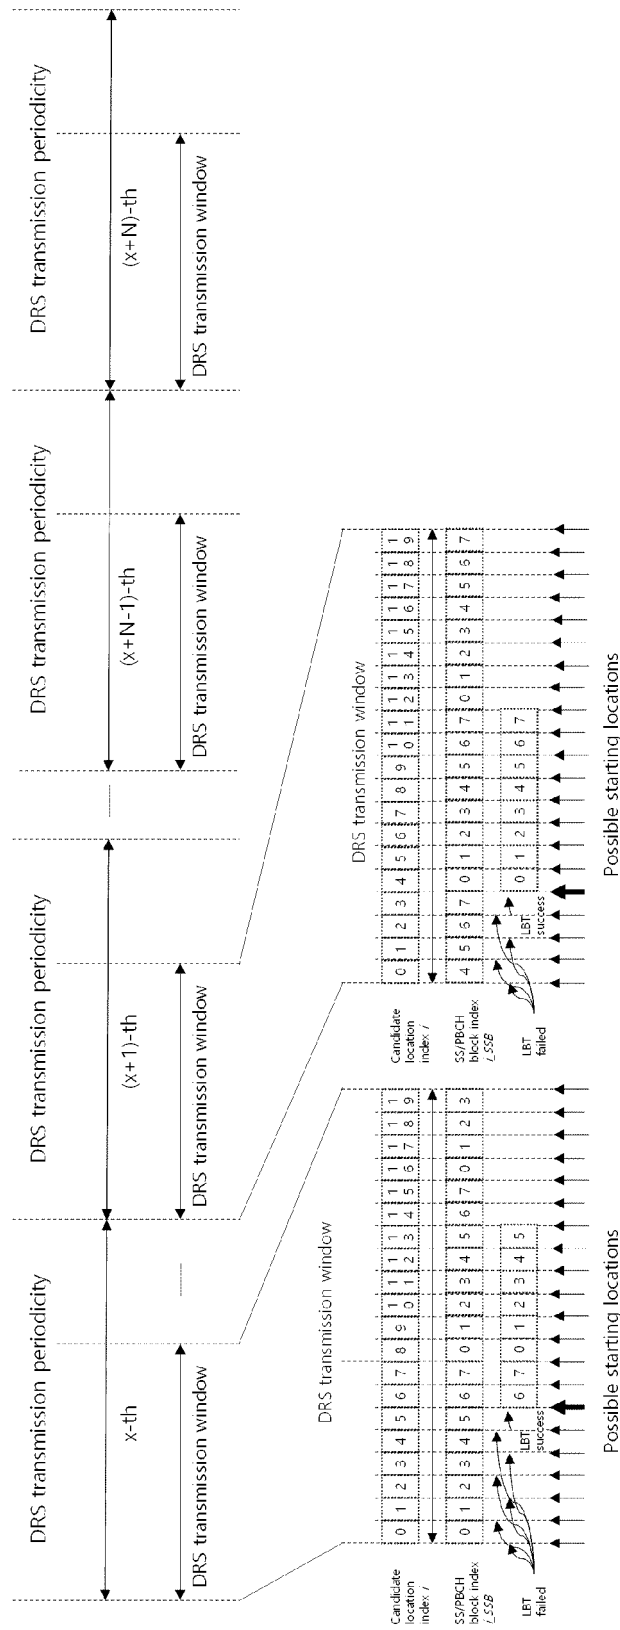 DRS transmission periodicity
x-th
DRS transmission window
DRS transmission periodicity
(x+1)-th
DRS transmission window
DRS transmission periodicity
(x+N-1)-th
DRS transmission window
DRS transmission periodicity
(x+N)-th
DRS transmission window
DRS transmission window
Candidate
location
index i
0 1 2 3 4 5 6 7 8 9 10 11 12 13 14 15 16 17 18 19
SS/PBCH
block index
i_SSB
0 1 2 3 4 5 6 7 0 1 2 3 4 5 6 7 0 1 2 3
LBT
failed
LBT
success
6 7 0 1 2 3 4 5
Possible starting locations
DRS transmission window
Candidate
location
index i
0 1 2 3 4 5 6 7 8 9 10 11 12 13 14 15 16 17 18 19
SS/PBCH
block index
i_SSB
4 5 6 7 0 1 2 3 4 5 6 7 0 1 2 3 4 5 6 7
LBT
failed
LBT
success
0 1 2 3 4 5 6 7
Possible starting locations